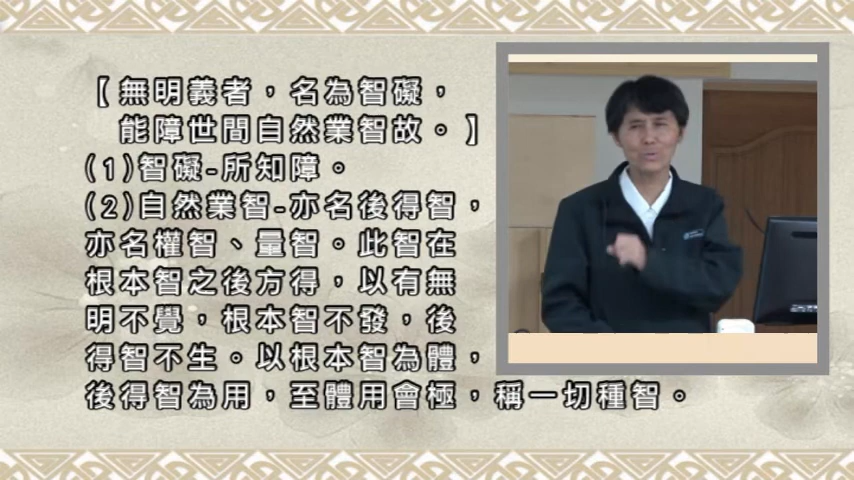 【無明義者，名為智礙，
能障世間自然業智故。】
(1)智礙-所知障。
(2)自然業智-亦名後得智，
亦名權智、量智。此智在
根本智之後方得，以有無
明不覺，根本智不發，後
得智不生。以根本智為體，
後得智為用，至體用會極，稱一切種智。